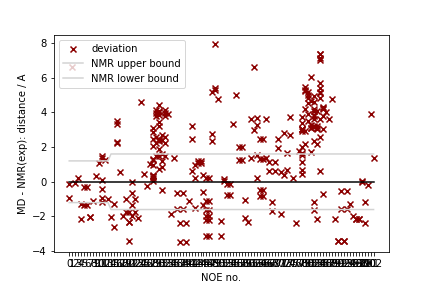 deviation
NMR upper bound
NMR lower bound
MD - NMR(exp): distance / A
8
6
4
2
0
−2
−4
NOE no.